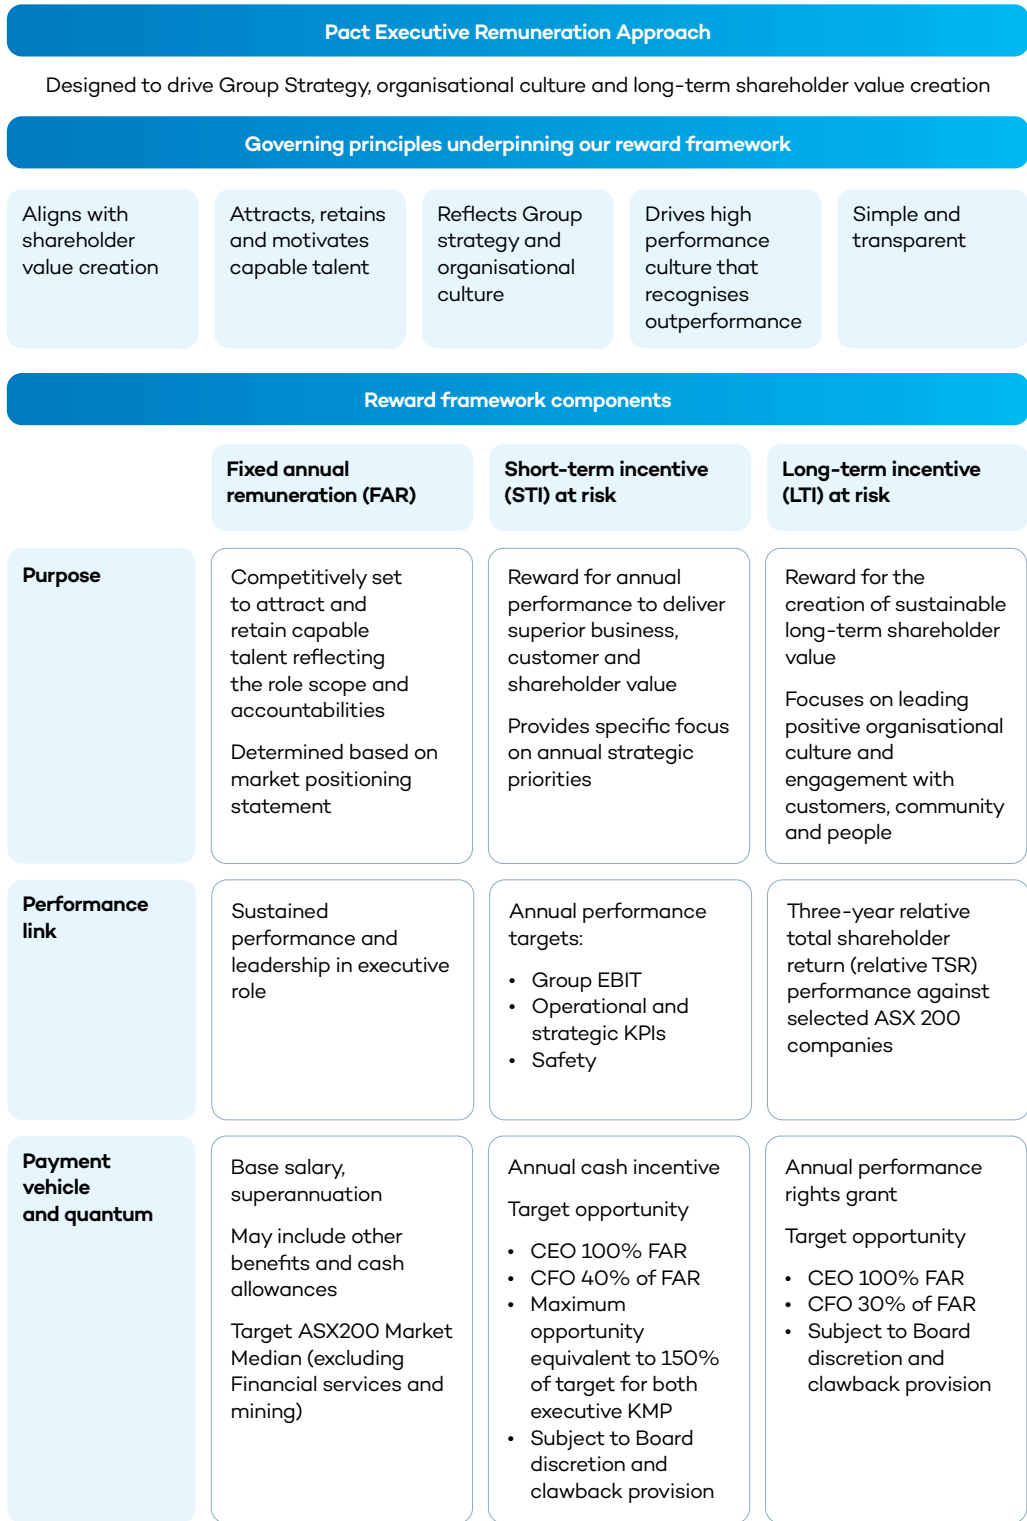 Pact Executive Remuneration Approach
Designed to drive Group Strategy, organisational culture and long-term shareholder value creation
Governing principles underpinning our reward framework
Aligns with
shareholder
value creation
Attracts, retains
and motivates
capable talent
Reflects Group
strategy and
organisational
culture
Drives high
performance
culture that
recognises
outperformance
Simple and
transparent
Reward framework components
Fixed annual
remuneration (FAR)
Short-term incentive
(STI) at risk
Long-term incentive
(LTI) at risk
Purpose
Competitively set
to attract and
retain capable
talent reflecting
the role scope and
accountabilities
Determined based on
market positioning
statement
Reward for annual
performance to deliver
superior business,
customer and
shareholder value
Provides specific focus
on annual strategic
priorities
Reward for the
creation of sustainable
long-term shareholder
value
Focuses on leading
positive organisational
culture and
engagement with
customers, community
and people
Performance
link
Sustained
performance and
leadership in executive
role
Annual performance
targets:
• Group EBIT
• Operational and
strategic KPIs
• Safety
Three-year relative
total shareholder
return (relative TSR)
performance against
selected ASX 200
companies
Payment
vehicle
and quantum
Base salary,
superannuation
May include other
benefits and cash
allowances
Target ASX200 Market
Median (excluding
Financial services and
mining)
Annual cash incentive
Target opportunity
• CEO 100% FAR
• CFO 40% of FAR
• Maximum
opportunity
equivalent to 150%
of target for both
executive KMP
• Subject to Board
discretion and
clawback provision
Annual performance
rights grant
Target opportunity
• CEO 100% FAR
• CFO 30% of FAR
• Subject to Board
discretion and
clawback provision